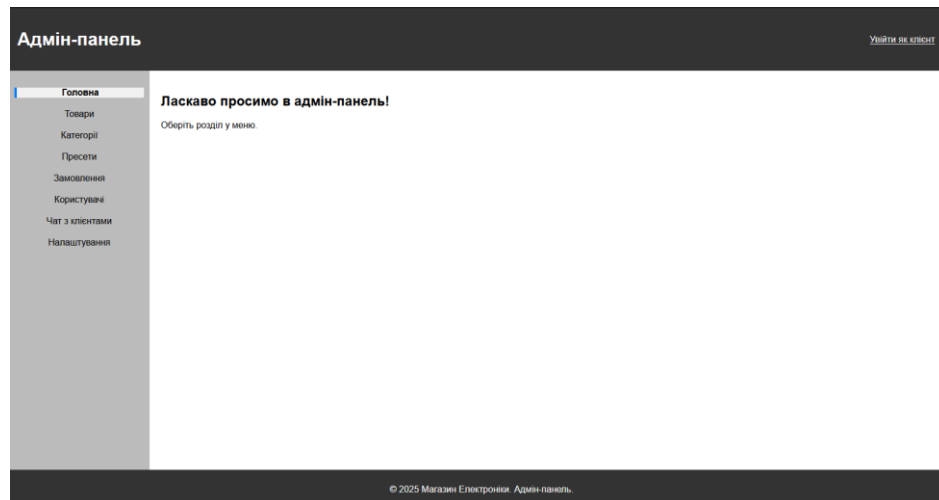 Адмін-панель
Увійти як клієнт
Головна
Товари
Категорії
Пресети
Замовлення
Користувачі
Чат з клієнтами
Налаштування
Ласкаво просимо в адмін-панель!
Оберіть розділ у меню.
© 2025 Магазин Електроніки. Адмін-панель.